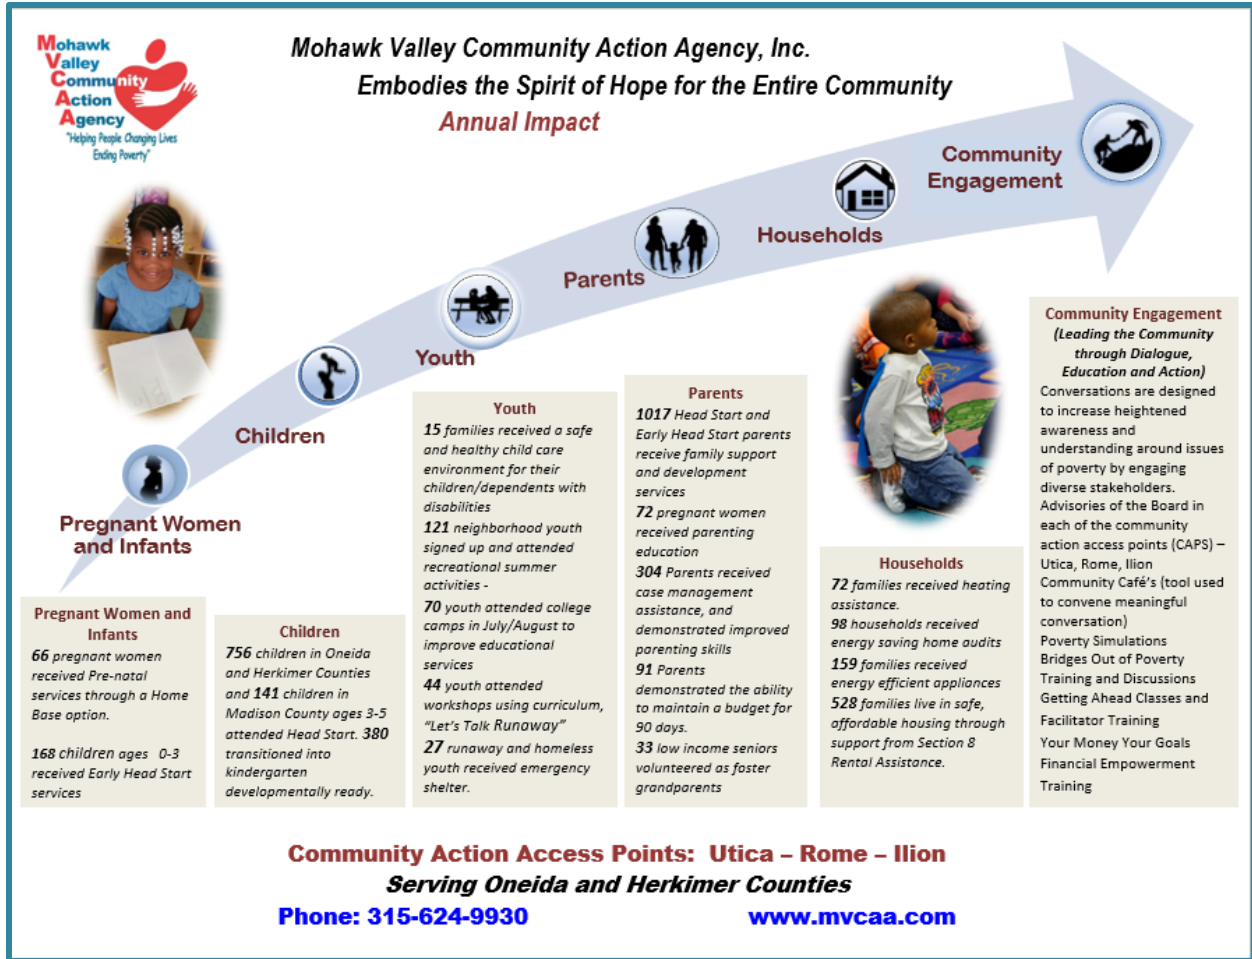 Mohawk
Valley
Community
Action
Agency
"Helping People Changing Lives
Ending Poverty"
Mohawk Valley Community Action Agency, Inc.
Embodies the Spirit of Hope for the Entire Community
Annual Impact
Community
Engagement
Households
Parents
Youth
Children
Pregnant Women
and Infants
Pregnant Women and
Infants
66 pregnant women
received Pre-natal
services through a Home
Base option.
168 children ages 0-3
received Early Head Start
services
Children
756 children in Oneida
and Herkimer Counties
and 141 children in
Madison County ages 3-5
attended Head Start. 380
transitioned into
kindergarten
developmentally ready.
Youth
15 families received a safe
and healthy child care
environment for their
children/dependents with
disabilities
121 neighborhood youth
signed up and attended
recreational summer
activities -
70 youth attended college
camps in July/August to
improve educational
services
44 youth attended
workshops using curriculum,
"Let's Talk Runaway"
27 runaway and homeless
youth received emergency
shelter.
Parents
1017 Head Start and
Early Head Start parents
receive family support
and development
services
72 pregnant women
received parenting
education
304 Parents received
case management
assistance, and
demonstrated improved
parenting skills
91 Parents
demonstrated the ability
to maintain a budget for
90 days.
33 low income seniors
volunteered as foster
grandparents
Households
72 families received heating
assistance.
98 households received
energy saving home audits
159 families received
energy efficient appliances
528 families live in safe,
affordable housing through
support from Section 8
Rental Assistance.
Community Engagement
(Leading the Community
through Dialogue,
Education and Action)
Conversations are designed
to increase heightened
awareness and
understanding around issues
of poverty by engaging
diverse stakeholders.
Advisories of the Board in
each of the community
action access points (CAPS) –
Utica, Rome, Ilion
Community Café's (tool used
to convene meaningful
conversation)
Poverty Simulations
Bridges Out of Poverty
Training and Discussions
Getting Ahead Classes and
Facilitator Training
Your Money Your Goals
Financial Empowerment
Training
Community Action Access Points: Utica – Rome – Ilion
Serving Oneida and Herkimer Counties
Phone: 315-624-9930 www.mvcaa.com